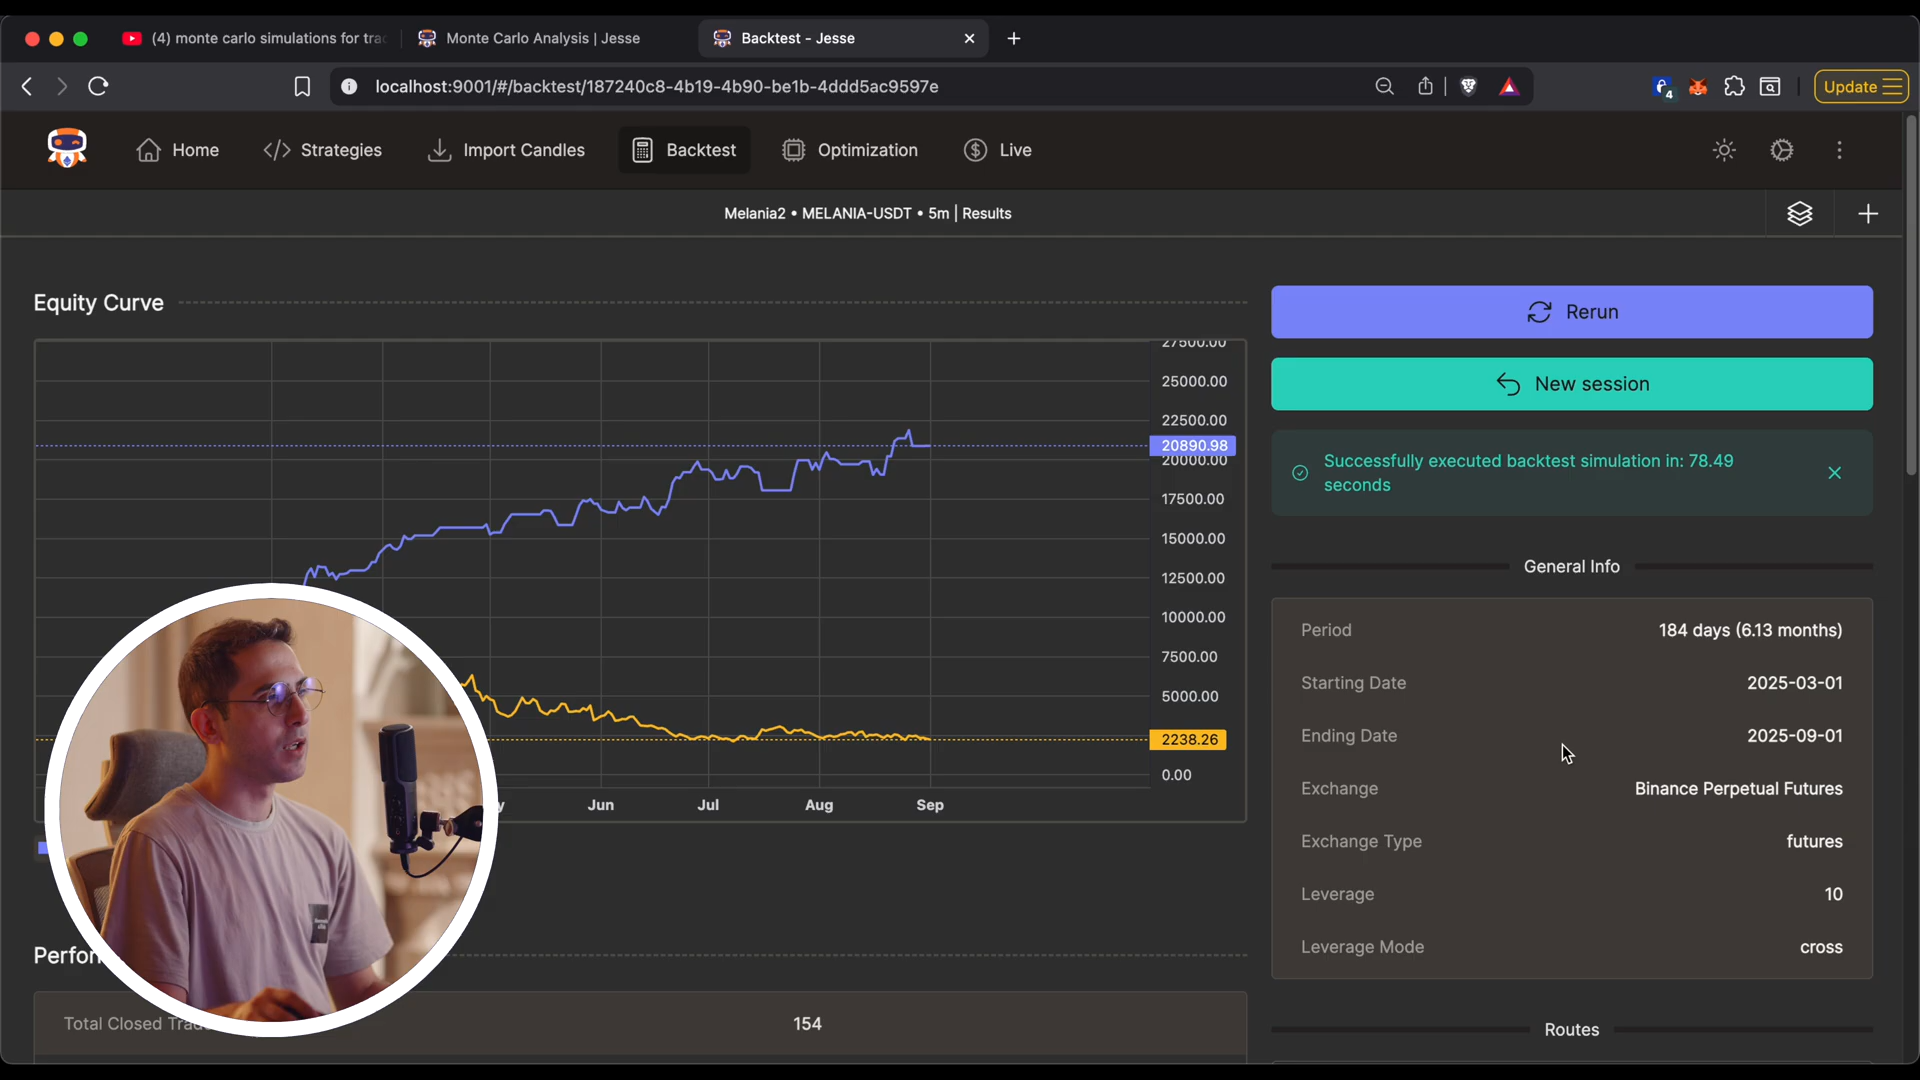 (4) monte carlo simulations for tra
Monte Carlo Analysis | Jesse
Backtest - Jesse
localhost:9001/#/backtest/187240c8-4b19-4b90-be1b-4ddd5ac9597e
4
Update
Home
Strategies
Import Candles
Backtest
Optimization
Live
Melania2 • MELANIA-USDT • 5m | Results
Equity Curve
27500.00
25000.00
22500.00
20890.98
20000.00
17500.00
15000.00
12500.00
10000.00
7500.00
5000.00
2238.26
0.00
y
Jun
Jul
Aug
Sep
Perfor
Total Closed Trad
154
Rerun
New session
Successfully executed backtest simulation in: 78.49
seconds
General Info
Period
184 days (6.13 months)
Starting Date
2025-03-01
Ending Date
2025-09-01
Exchange
Binance Perpetual Futures
Exchange Type
futures
Leverage
10
Leverage Mode
cross
Routes